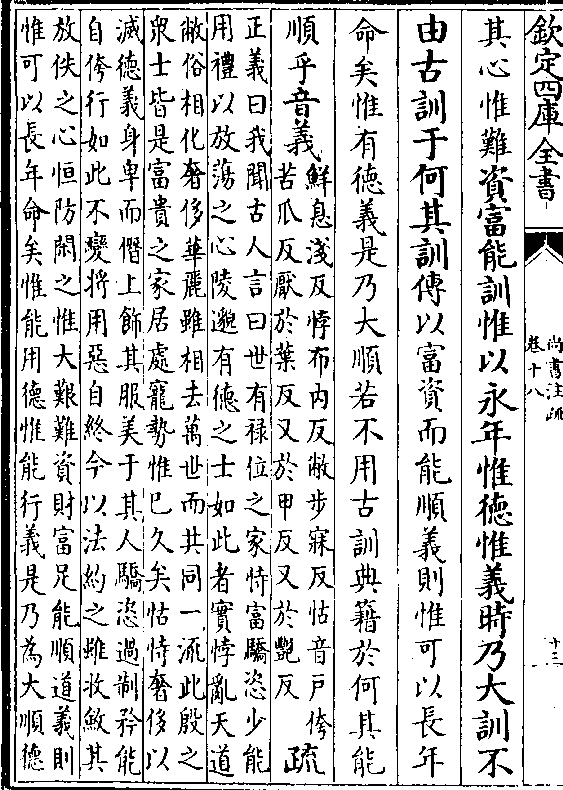 欽定四庫全書
尚書注疏
卷十八
十三
其心惟難資富能訓惟以永年惟德惟義時乃大訓不
由古訓于何其訓傳以富資而能順義則惟可以長年
命矣惟有德義是乃大順若不用古訓典籍於何其能
順乎音義鮮息淺反悖布内反敝步寐反怙音戶侉
苦瓜反厭於葉反又於甲反又於艷反疏
正義曰我聞古人言曰世有禄位之家恃富驕恣少能
用禮以放蕩之心陵邈有德之士如此者實悖亂天道
敝俗相化奢侈華麗雖相去萬世而共同一流此殷之
衆士皆是富貴之家居處寵勢惟已久矣怙恃奢侈以
滅德義身卑而僭上飾其服美于其人驕恣過制矜能
自侉行如此不變將用惡自終今以法約之雖收斂其
放佚之心恒防閑之惟大艱難資財富足能順道義則
惟可以長年命矣惟能用德惟能行義是乃為大順德